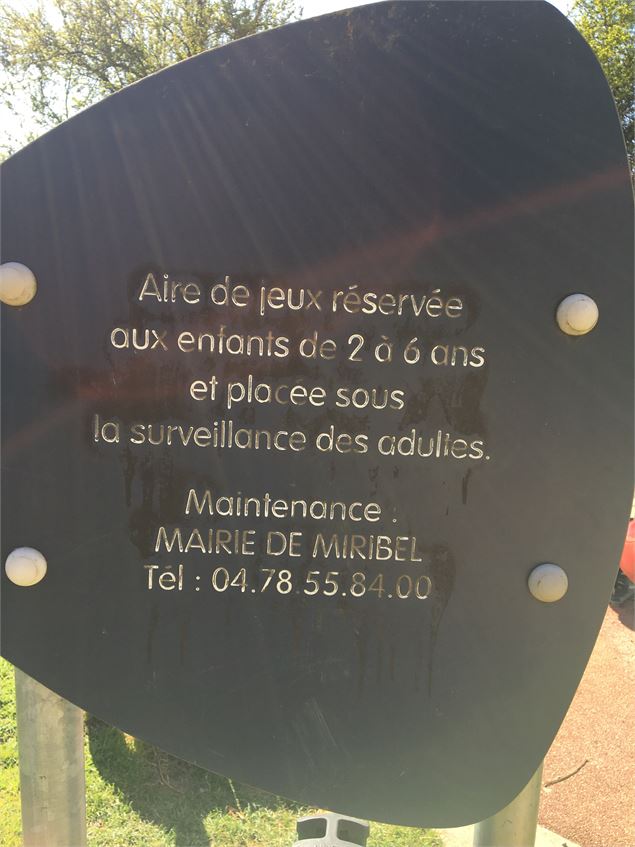 Aire de jeux réservée
aux enfants de 2 à 6 ans
et placée sous
la surveillance des adultes.
Maintenance :
MAIRIE DE MIRIBEL
Tél : 04.78.55.84.00